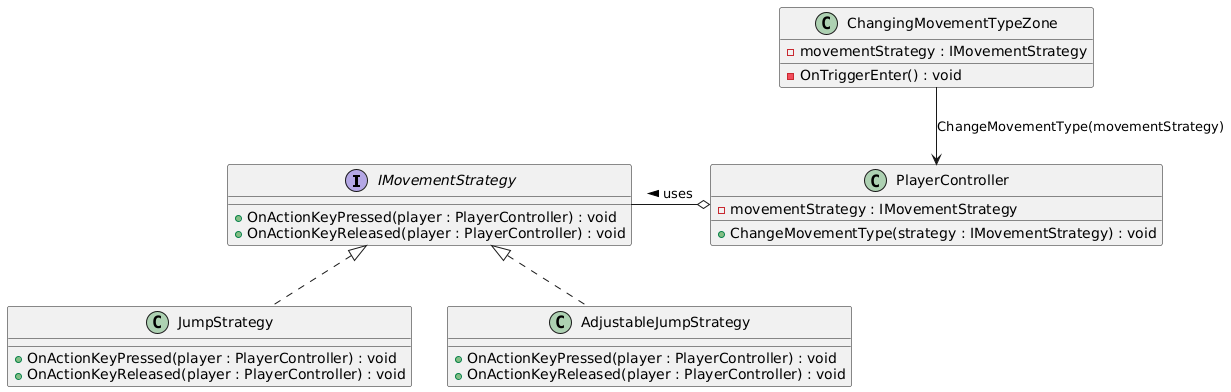 C ChangingMovementTypeZone
movementStrategy : IMovementStrategy
OnTriggerEnter() : void
ChangeMovementType(movementStrategy)
I IMovementStrategy
OnActionKeyPressed(player : PlayerController) : void
OnActionKeyReleased(player : PlayerController) : void
uses
C PlayerController
movementStrategy : IMovementStrategy
ChangeMovementType(strategy : IMovementStrategy) : void
C JumpStrategy
OnActionKeyPressed(player : PlayerController) : void
OnActionKeyReleased(player : PlayerController) : void
C AdjustableJumpStrategy
OnActionKeyPressed(player : PlayerController) : void
OnActionKeyReleased(player : PlayerController) : void